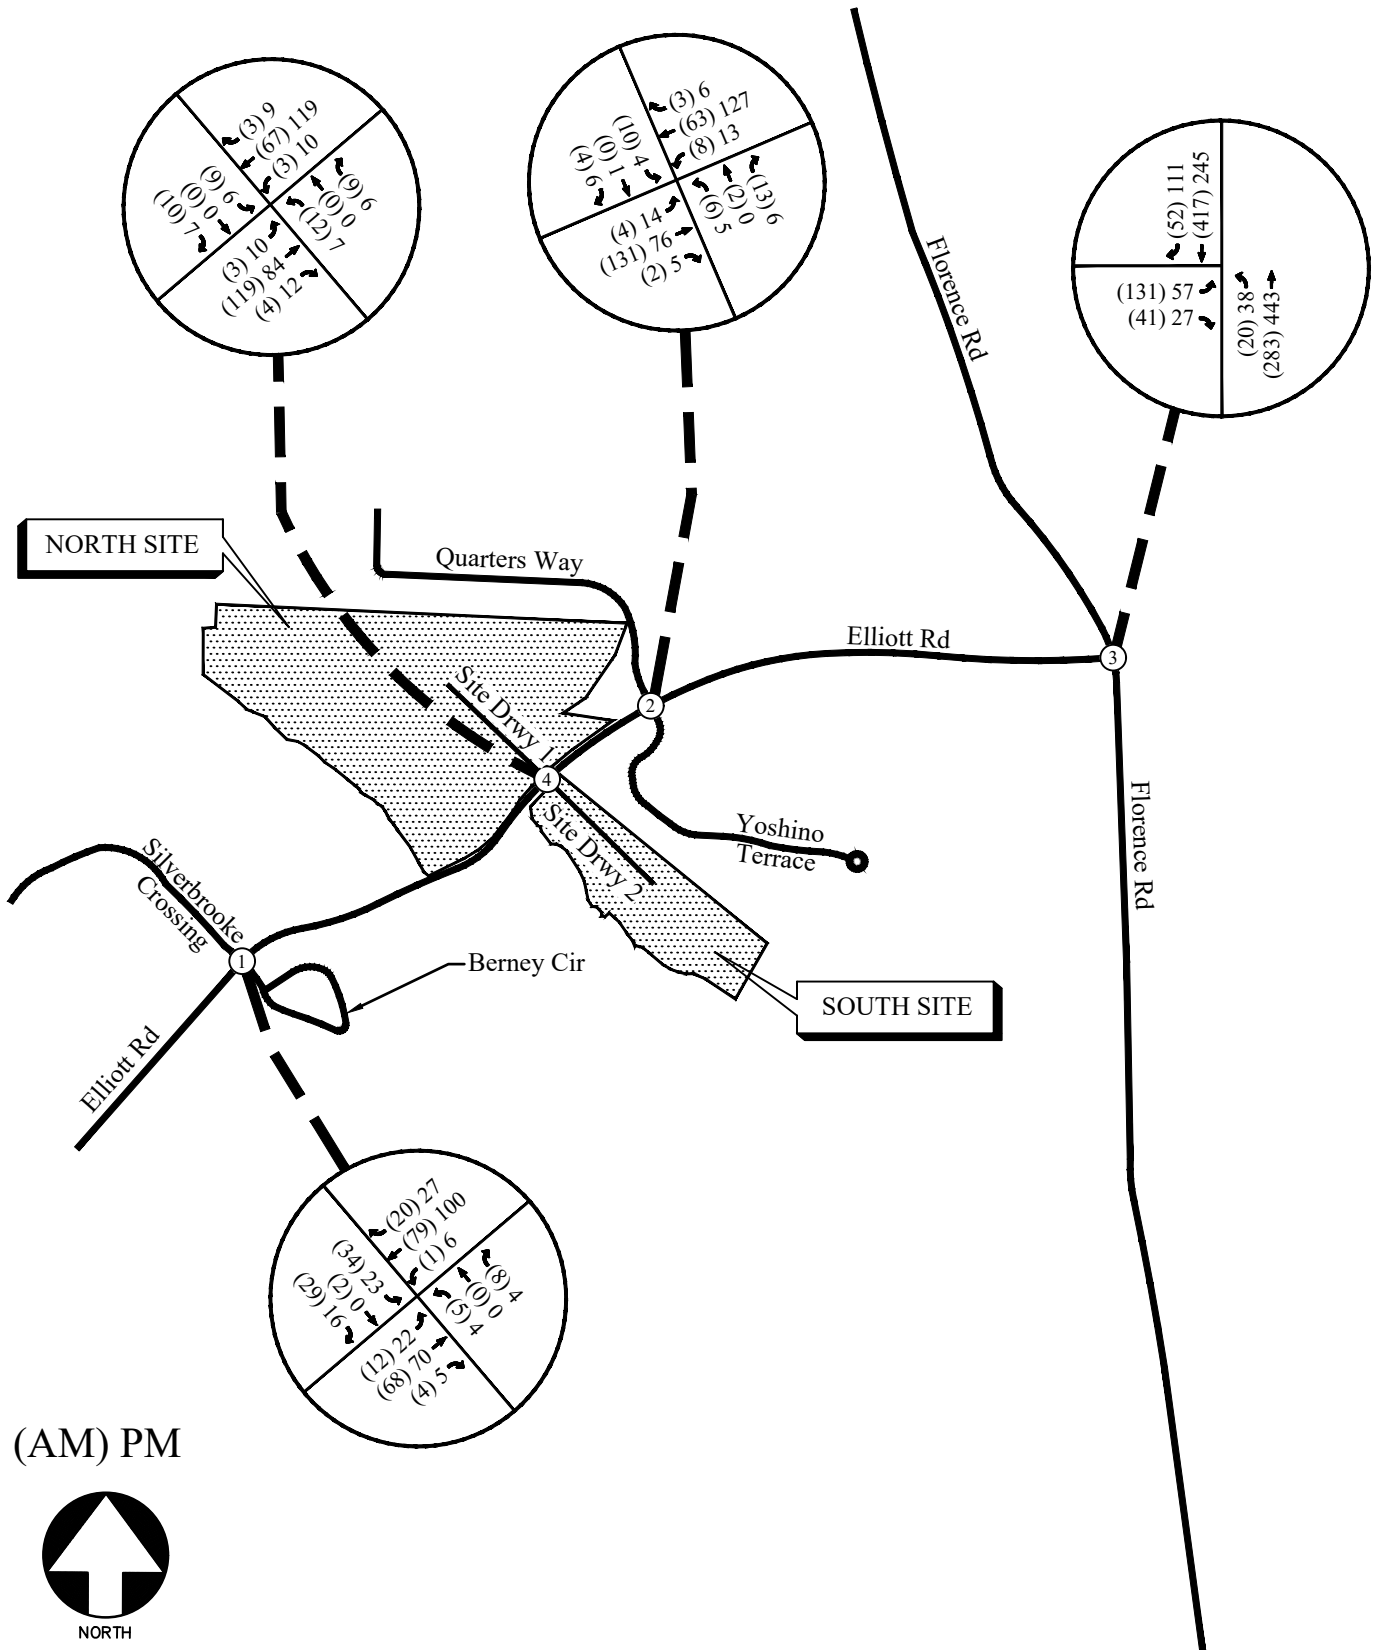 (3) 9
(67) 119
(3) 10
(9) 6
(0) 0
(10) 7
(9) 6
(0) 0
(12) 7
(3) 10
(119) 84
(4) 12
(3) 6
(63) 127
(8) 13
(10) 4
(0) 1
(4) 6
(13) 6
(2) 0
(6) 5
(4) 14
(131) 76
(2) 5
(52) 111
(417) 245
(131) 57
(41) 27
(20) 38
(283) 443
Florence Rd
NORTH SITE
Quarters Way
Elliott Rd
3
2
Site Drwy 1
4
Site Drwy 2
Yoshino
Terrace
Florence Rd
Silverbrooke
Crossing
1
Berney Cir
SOUTH SITE
Elliott Rd
(20) 27
(79) 100
(1) 6
(34) 23
(2) 0
(29) 16
(8) 4
(0) 0
(5) 4
(12) 22
(68) 70
(4) 5
(AM) PM
NORTH